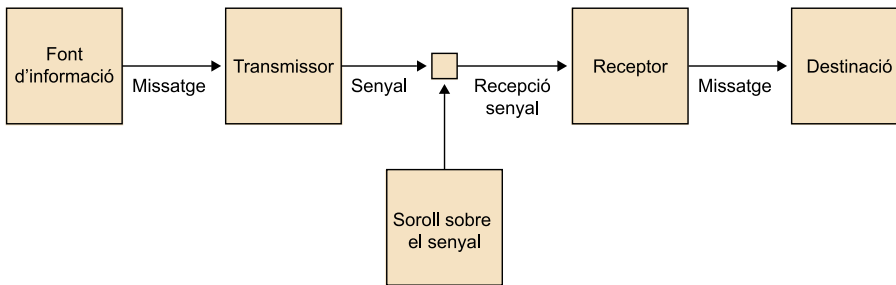 Font
d’informació
Missatge
Transmissor
Senyal
Recepció
senyal
Receptor
Missatge
Destinació
Soroll sobre
el senyal